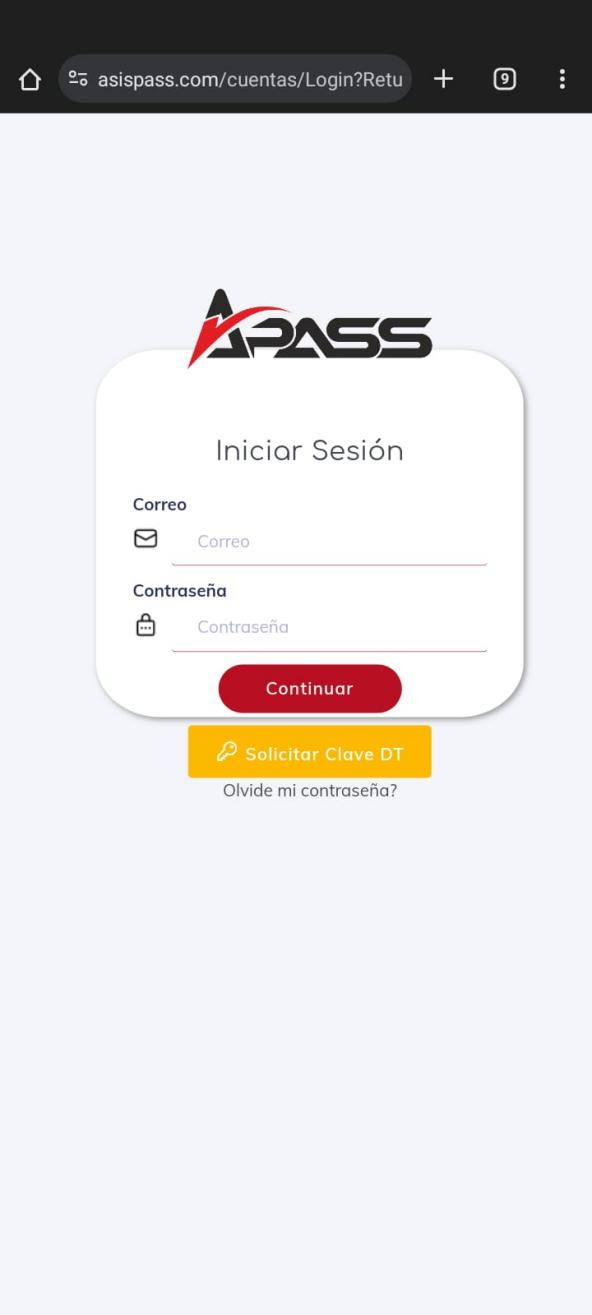 asispass.com/cuentas/Login?Retu
9
APASS
Iniciar Sesión
Correo
Correo
Contraseña
Contraseña
Continuar
Solicitar Clave DT
Olvide mi contraseña?